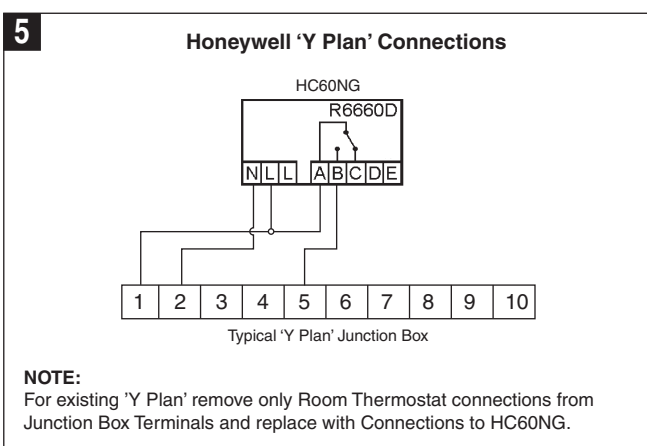 5
Honeywell ‘Y Plan’ Connections
HC60NG
R6660D
N L L A B C D E
1 2 3 4 5 6 7 8 9 10
Typical ‘Y Plan’ Junction Box
NOTE:
For existing ’Y Plan’ remove only Room Thermostat connections from
Junction Box Terminals and replace with Connections to HC60NG.